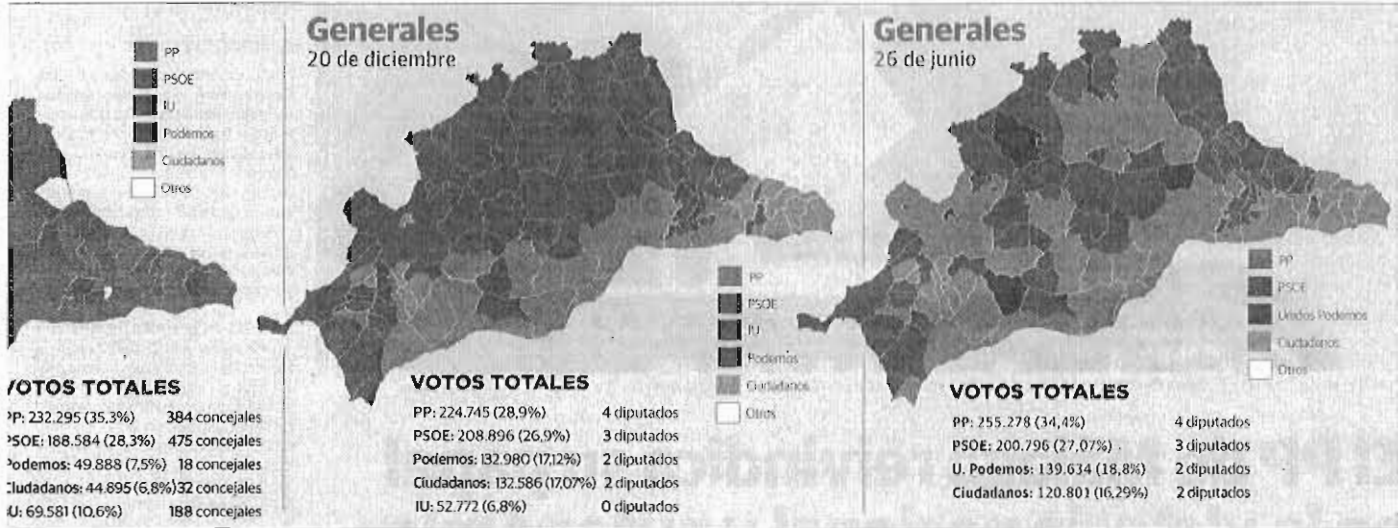 PP
PSOE
IU
Podemos
Ciudadanos
Otros
VOTOS TOTALES
PP: 232.295 (35,3%) 384 concejales
PSOE: 188.584 (28,3%) 475 concejales
Podemos: 49.888 (7,5%) 18 concejales
Ciudadanos: 44.895 (6,8%) 32 concejales
IU: 69.581 (10,6%) 188 concejales
Generales
20 de diciembre
PP
PSOE
IU
Podemos
Ciudadanos
Otros
VOTOS TOTALES
PP: 224.745 (28,9%) 4 diputados
PSOE: 208.896 (26,9%) 3 diputados
Podemos: 132.980 (17,12%) 2 diputados
Ciudadanos: 132.586 (17,07%) 2 diputados
IU: 52.772 (6,8%) 0 diputados
Generales
26 de junio
PP
PSOE
Unidos Podemos
Ciudadanos
Otros
VOTOS TOTALES
PP: 255.278 (34,4%) 4 diputados
PSOE: 200.796 (27,07%) 3 diputados
U. Podemos: 139.634 (18,8%) 2 diputados
Ciudadanos: 120.801 (16,29%) 2 diputados